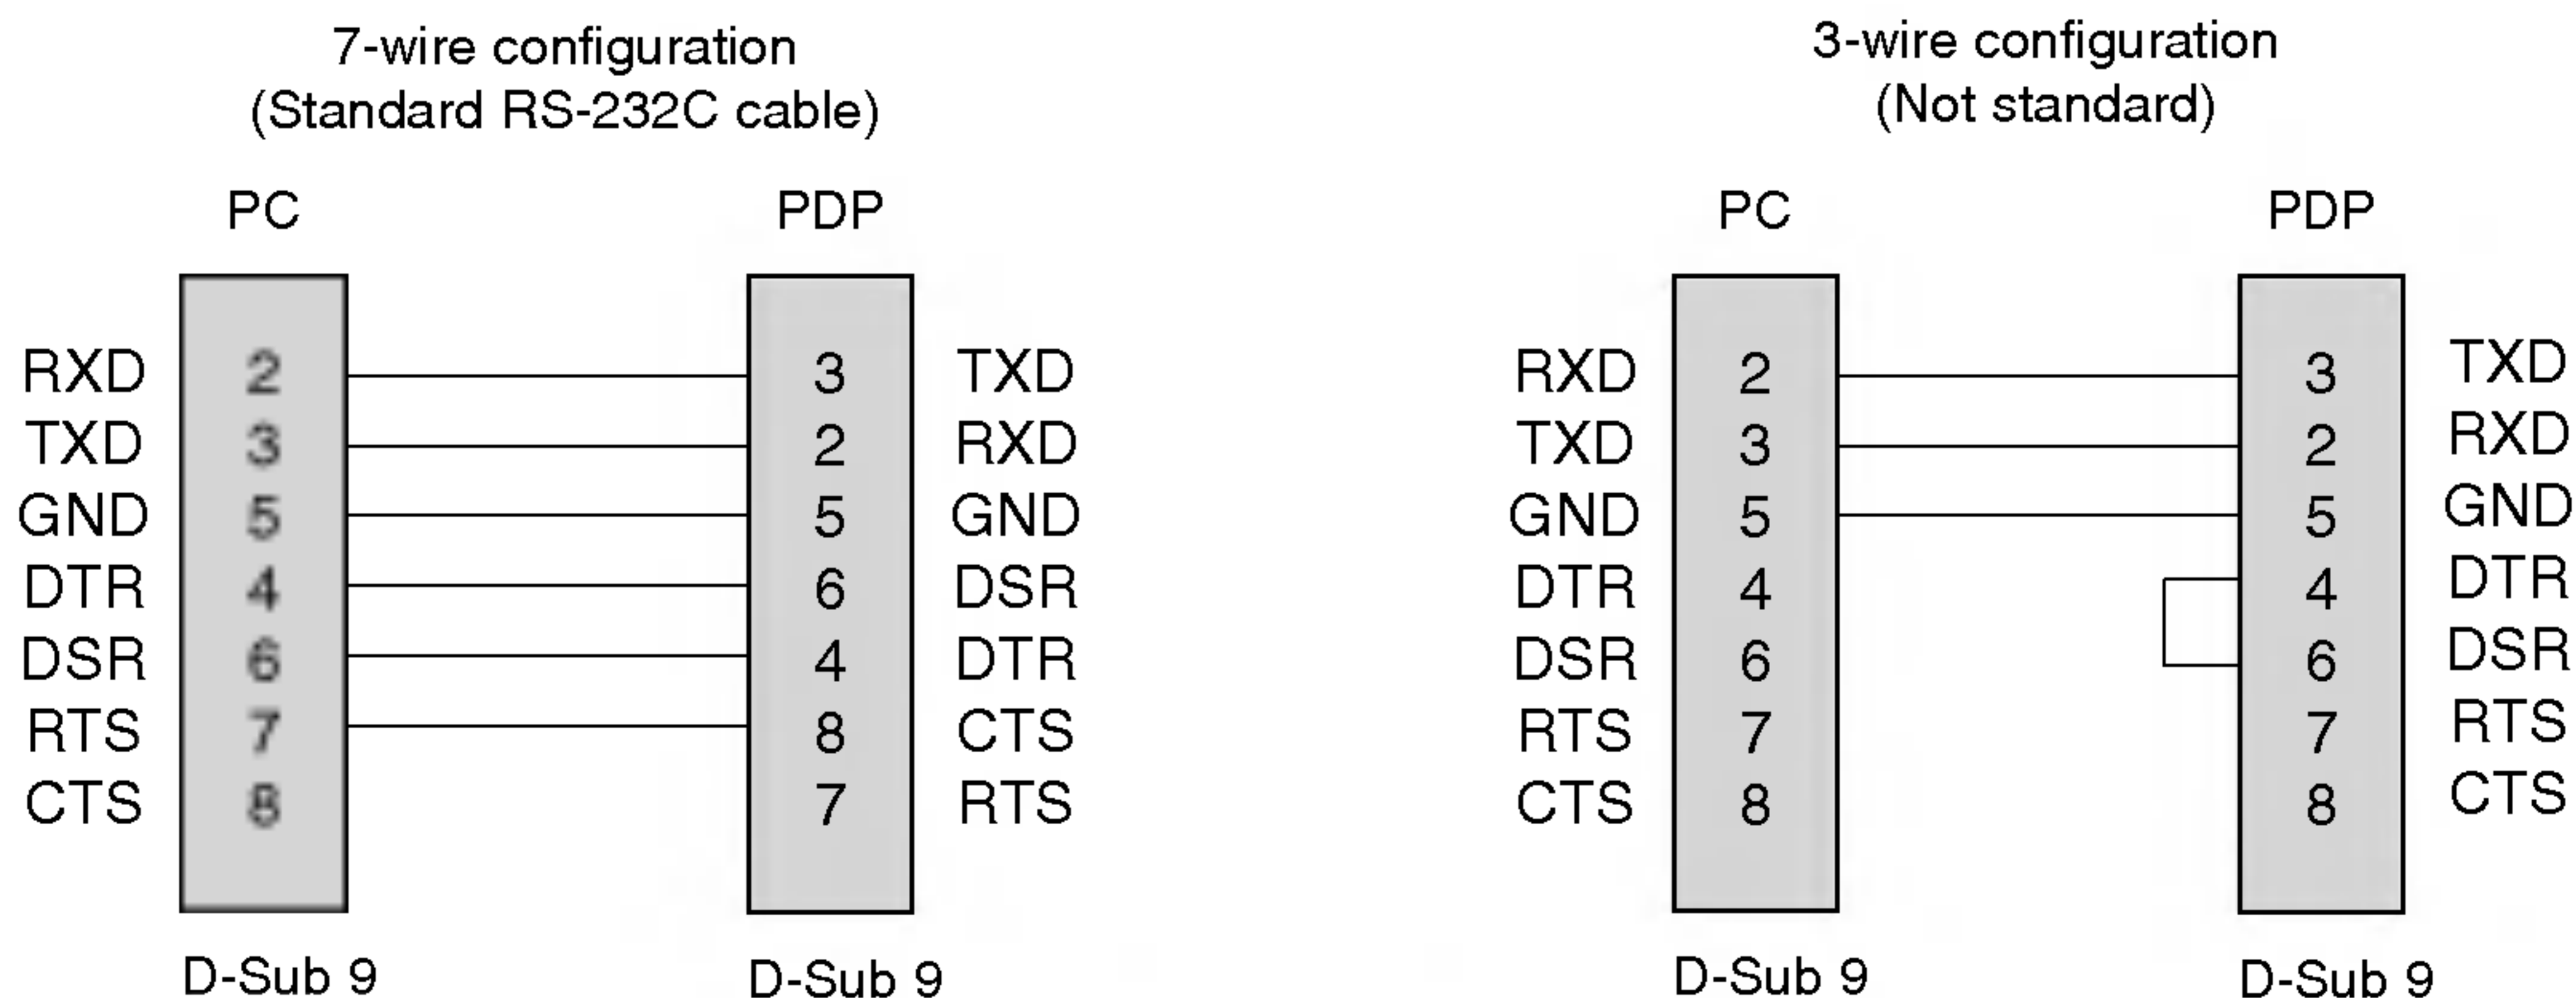 7-wire configuration
(Standard RS-232C cable)
PC PDP
RXD 2 3 TXD
TXD 3 2 RXD
GND 5 5 GND
DTR 4 6 DSR
DSR 6 4 DTR
RTS 7 8 CTS
CTS 8 7 RTS
D-Sub 9 D-Sub 9
3-wire configuration
(Not standard)
PC PDP
RXD 2 3 TXD
TXD 3 2 RXD
GND 5 5 GND
DTR 4 4 DTR
DSR 6 6 DSR
RTS 7 7 RTS
CTS 8 8 CTS
D-Sub 9 D-Sub 9